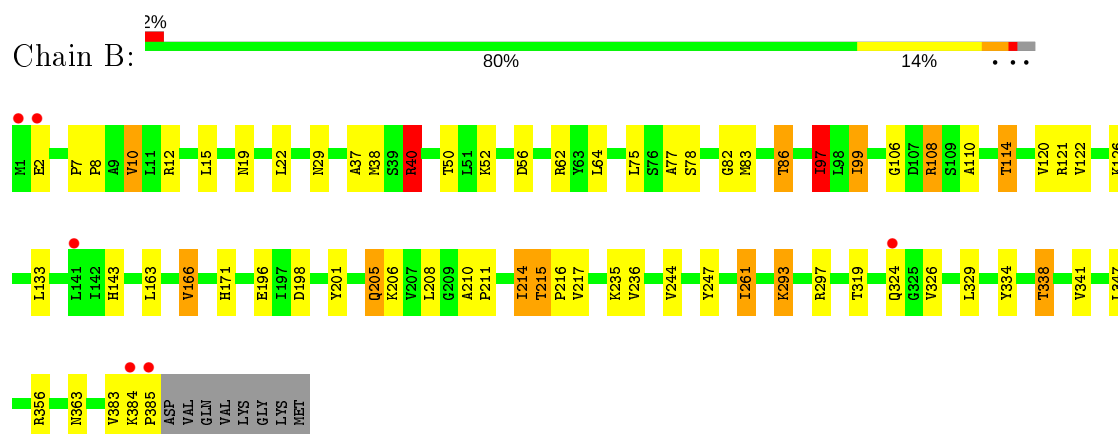 2%
Chain B:
80% 14% • • •
M1 E2 P7 P8 A9 V10 L11 R12 L15 N19 L22 N29 A37 M38 S39 R40 T50 L51 K52 D56 R62 Y63 L64 L75 S76 A77 S78 G82 M83 T86 I97 L98 I99 G106 D107 R108 S109 A110 T114 V120 R121 V122 K126
L133 L141 I142 H143 L163 V166 H171 E196 I197 D198 Y201 Q205 K206 V207 L208 G209 A210 P211 I214 T215 P216 V217 K235 V236 V244 Y247 I261 K293 R297 T319 Q324 G325 V326 L329 Y334 T338 V341 L347
R356 N363 V383 K384 P385 ASP VAL GLN VAL LYS GLY LYS MET